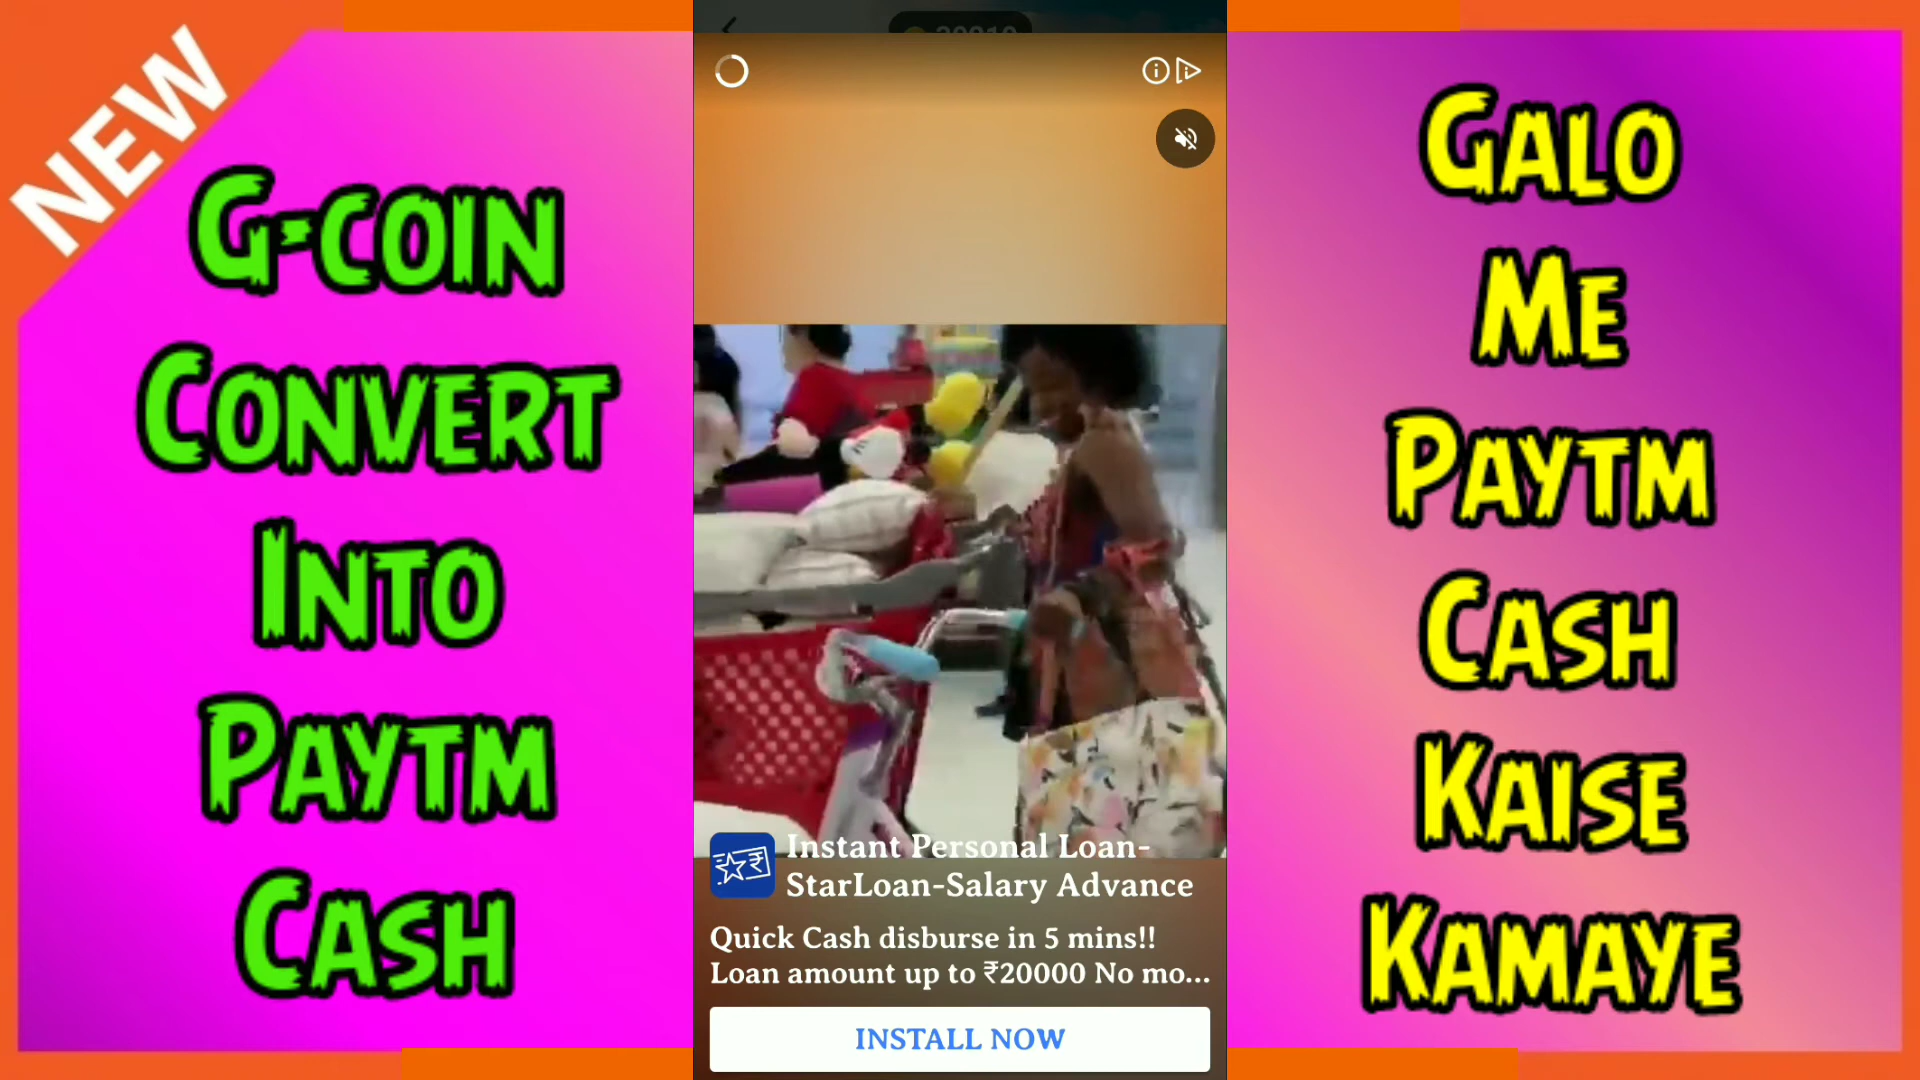 NEW
G-COIN
CONVERT
INTO
PAYTM
CASH
Instant Personal Loan-
StarLoan-Salary Advance
Quick Cash disburse in 5 mins!!
Loan amount up to ₹20000 No mo...
INSTALL NOW
GALO
ME
PAYTM
CASH
KAISE
KAMAYE